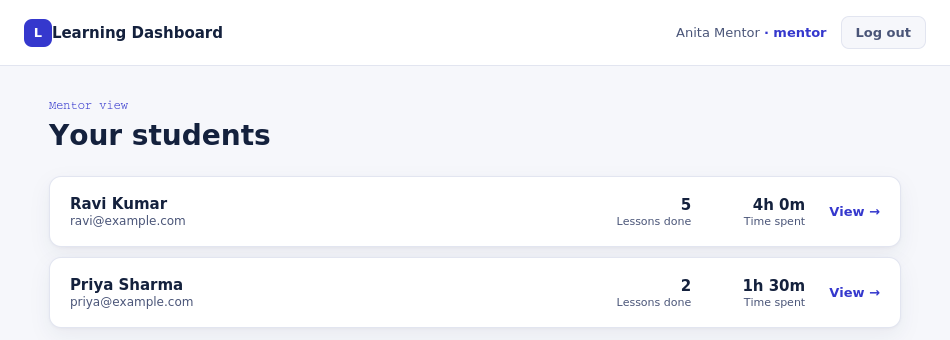 L Learning Dashboard
Anita Mentor · mentor
Log out
Mentor view
Your students
Ravi Kumar
ravi@example.com
5
Lessons done
4h 0m
Time spent
View →
Priya Sharma
priya@example.com
2
Lessons done
1h 30m
Time spent
View →